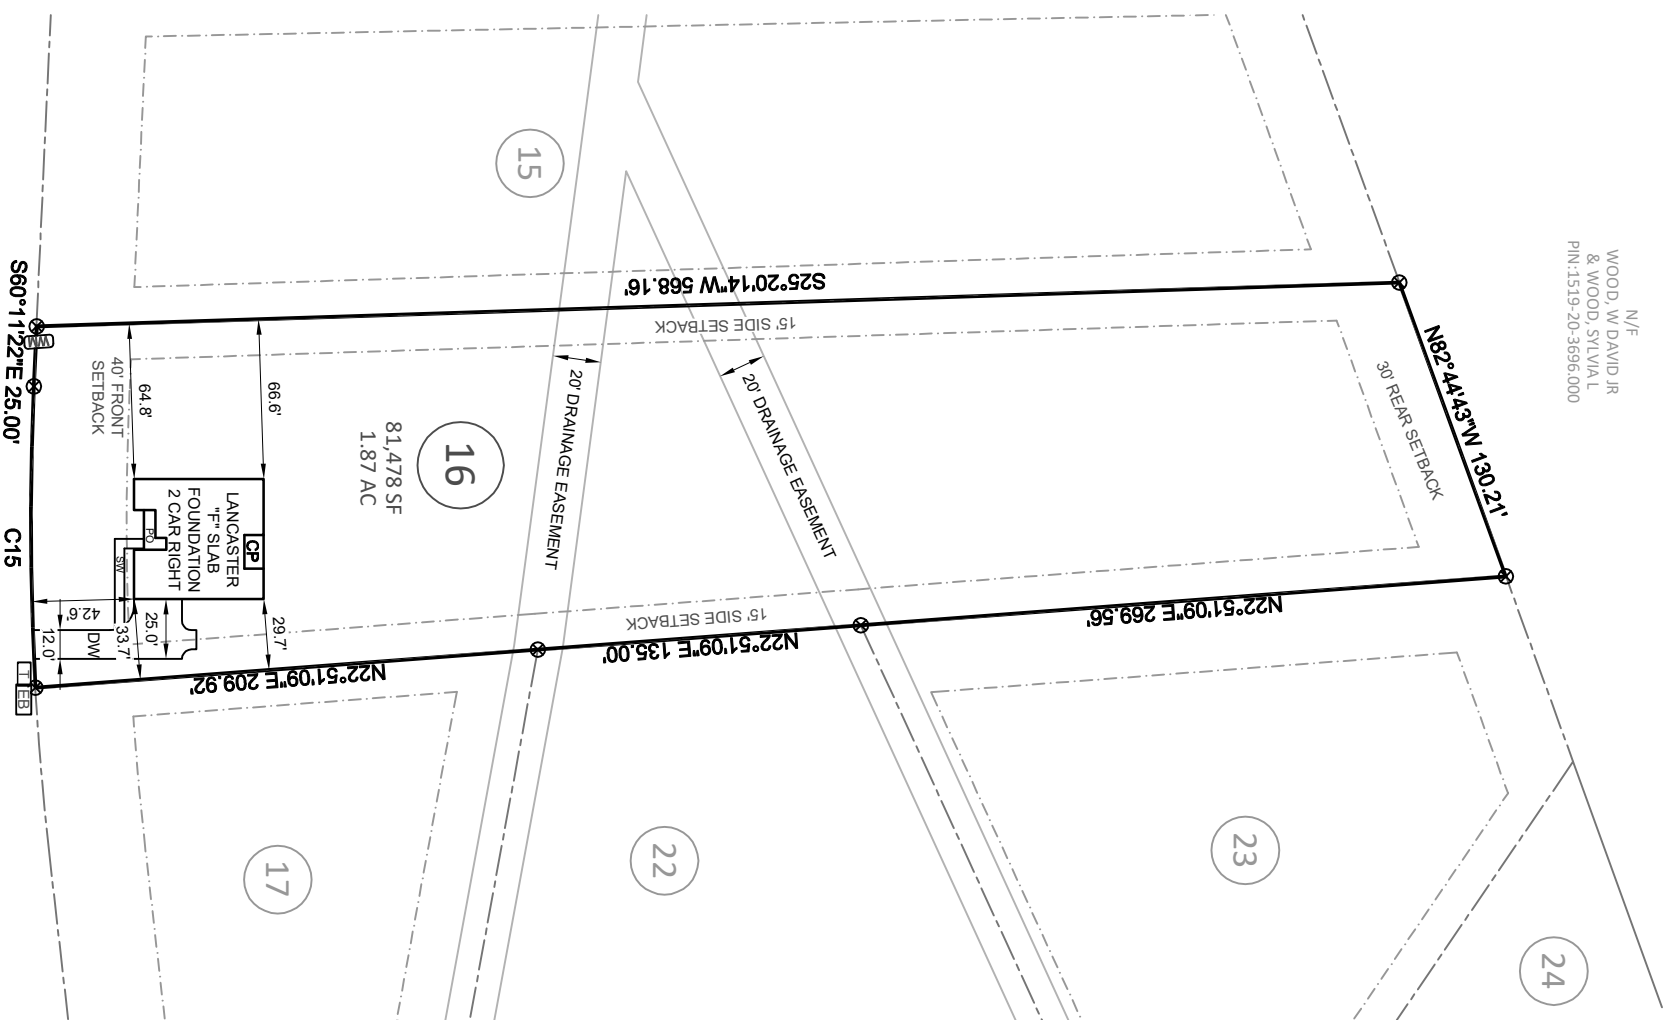 N/F
WOOD, W DAVID JR
& WOOD, SYLVIA L
PIN:1519-20-3696.000
N82°44'43"W 130.21'
30' REAR SETBACK
S25°20'14"W 568.16'
15' SIDE SETBACK
N22°51'09"E 269.56'
N22°51'09"E 135.00'
N22°51'09"E 209.92'
15' SIDE SETBACK
20' DRAINAGE EASEMENT
20' DRAINAGE EASEMENT
15
16
81,478 SF
1.87 AC
17
22
23
24
66.6'
64.8'
40' FRONT
SETBACK
CP
LANCASTER
"F" SLAB
FOUNDATION
2 CAR RIGHT
PO
SW
29.7'
25.0'
33.7'
42.6'
DW
12.0'
WM
S60°11'22"E 25.00'
C15
T
EB